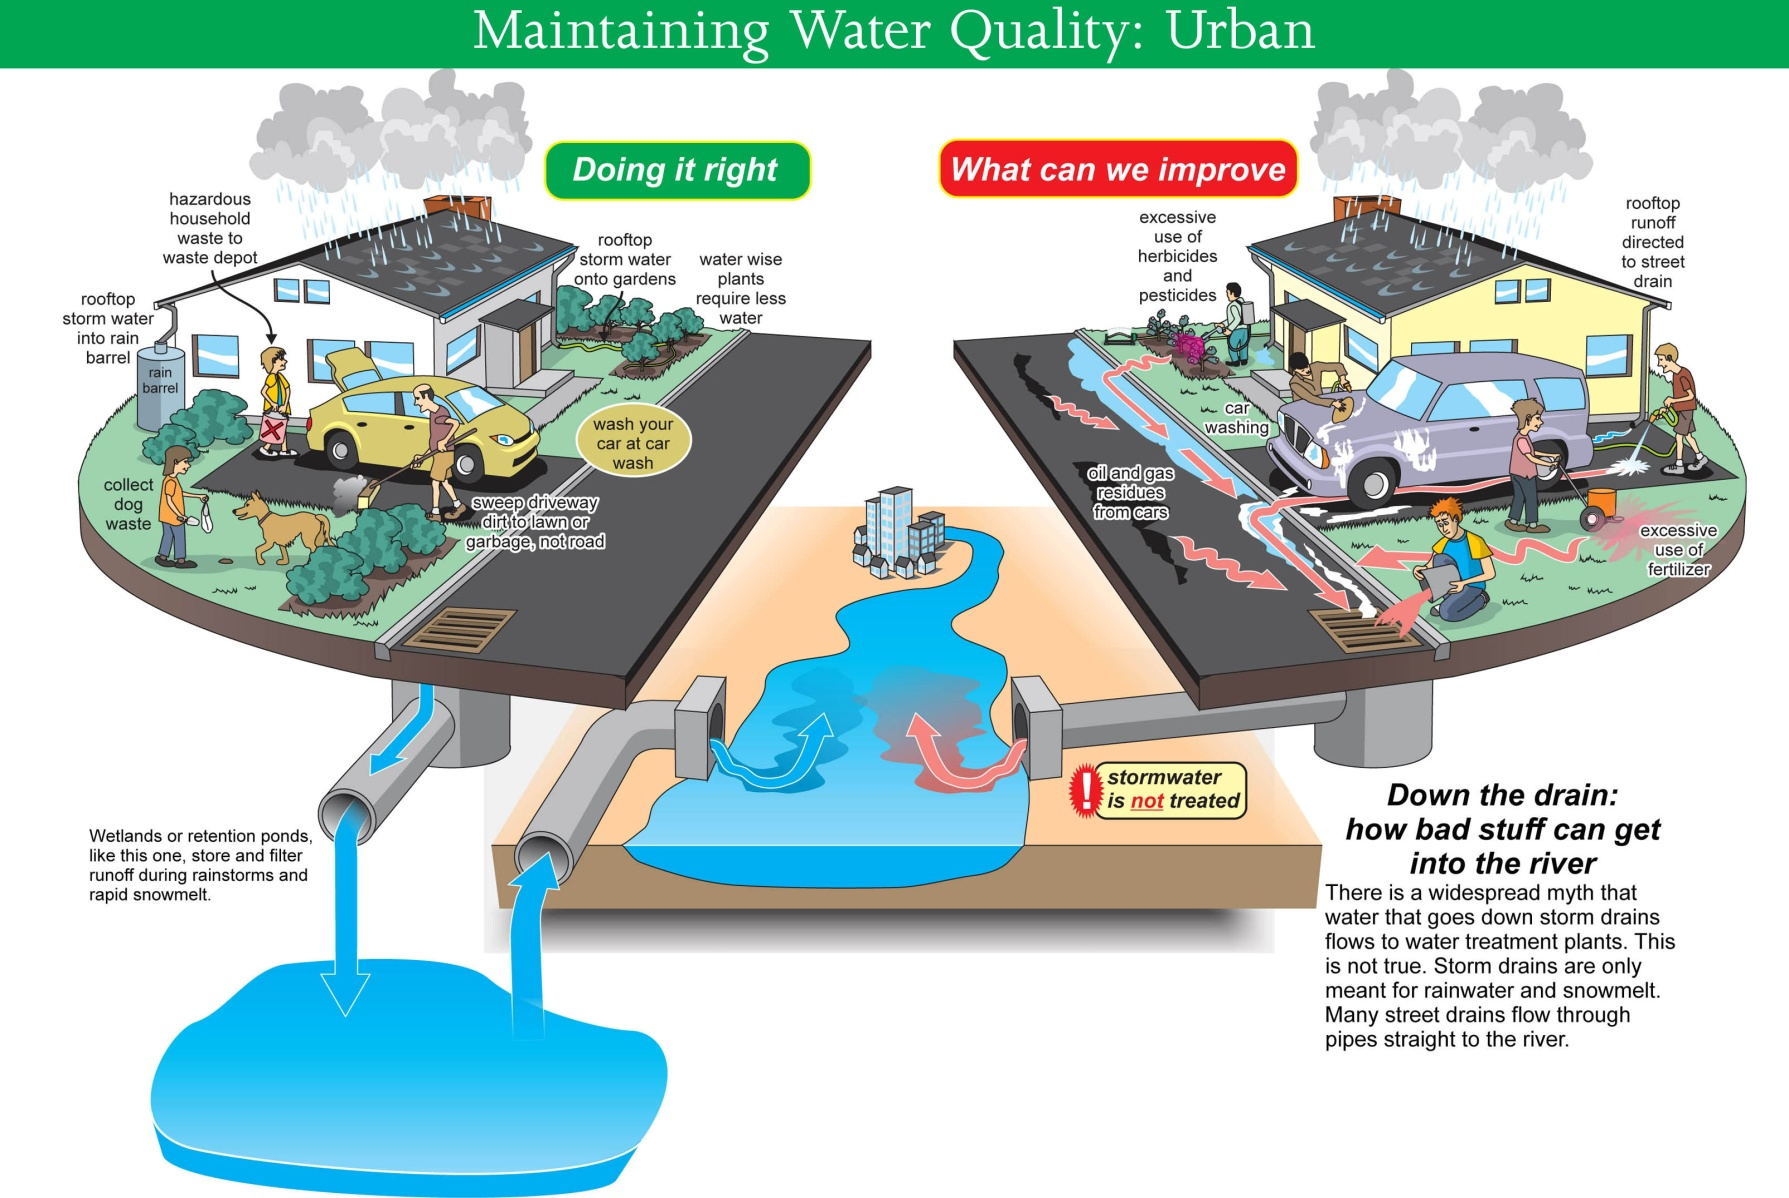 Maintaining Water Quality: Urban
Doing it right
hazardous
household
waste to
waste depot
rooftop
storm water
into rain
barrel
rain
barrel
rooftop
storm water
onto gardens
water wise
plants
require less
water
wash your
car at car
wash
collect
dog
waste
sweep driveway
dirt to lawn or
garbage, not road
What can we improve
excessive
use of
herbicides
and
pesticides
rooftop
runoff
directed
to street
drain
car
washing
oil and gas
residues
from cars
excessive
use of
fertilizer
!
stormwater
is not treated
Wetlands or retention ponds,
like this one, store and filter
runoff during rainstorms and
rapid snowmelt.
Down the drain:
how bad stuff can get
into the river
There is a widespread myth that
water that goes down storm drains
flows to water treatment plants. This
is not true. Storm drains are only
meant for rainwater and snowmelt.
Many street drains flow through
pipes straight to the river.